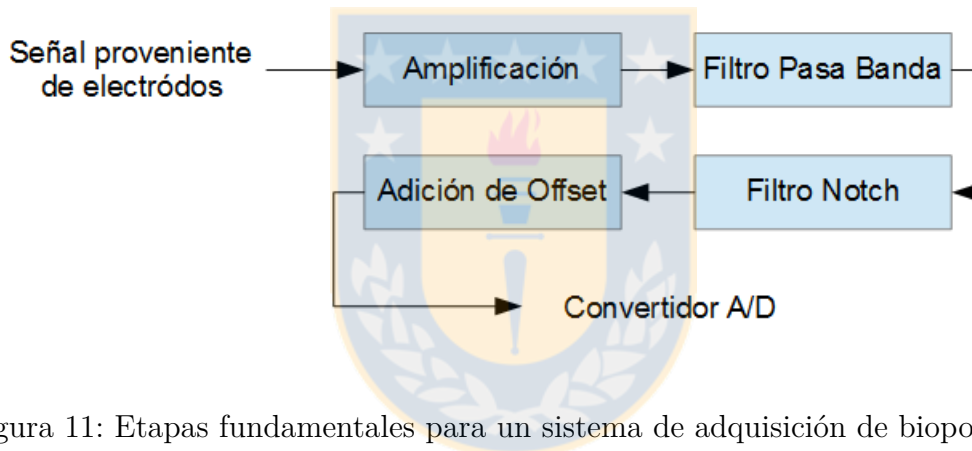 Señal proveniente
de electródos
Amplificación
Filtro Pasa Banda
Adición de Offset
Filtro Notch
Convertidor A/D
gura 11: Etapas fundamentales para un sistema de adquisición de biopo